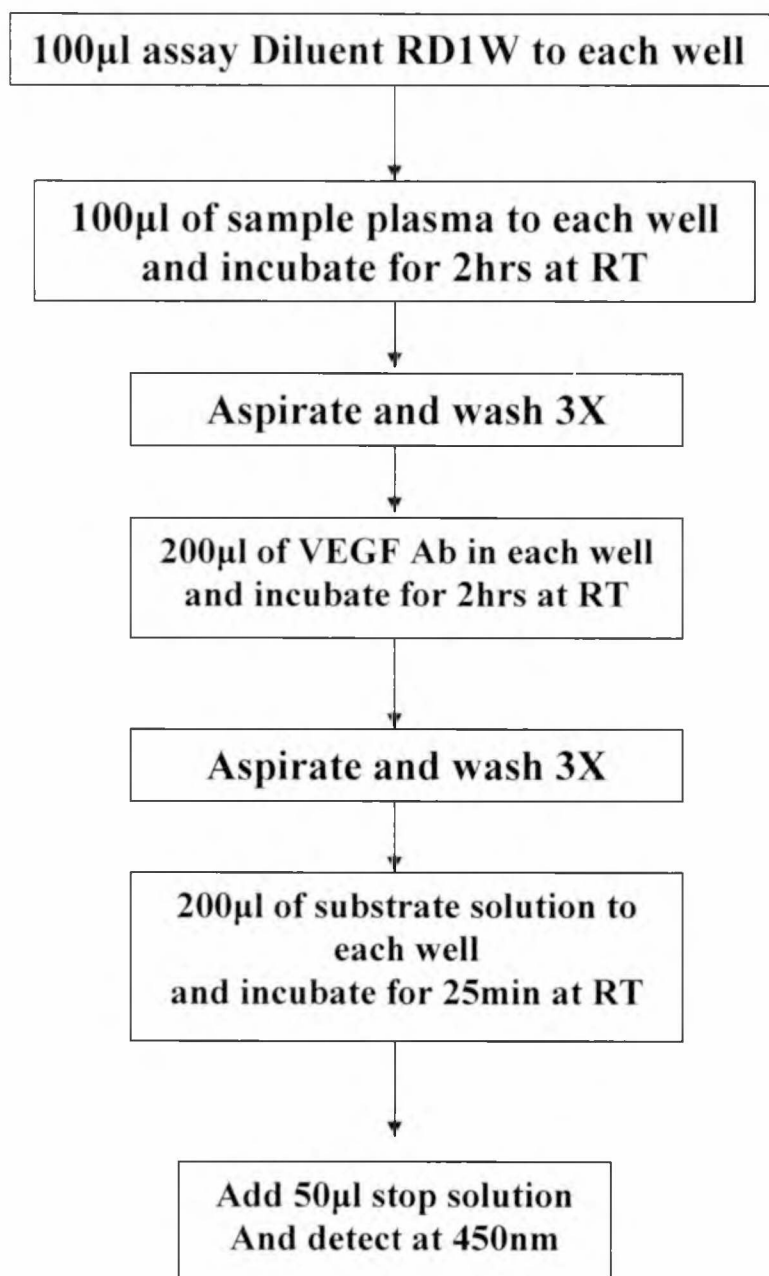 100µl assay Diluent RD1W to each well
100µl of sample plasma to each well
and incubate for 2hrs at RT
Aspirate and wash 3X
200µl of VEGF Ab in each well
and incubate for 2hrs at RT
Aspirate and wash 3X
200µl of substrate solution to
each well
and incubate for 25min at RT
Add 50µl stop solution
And detect at 450nm